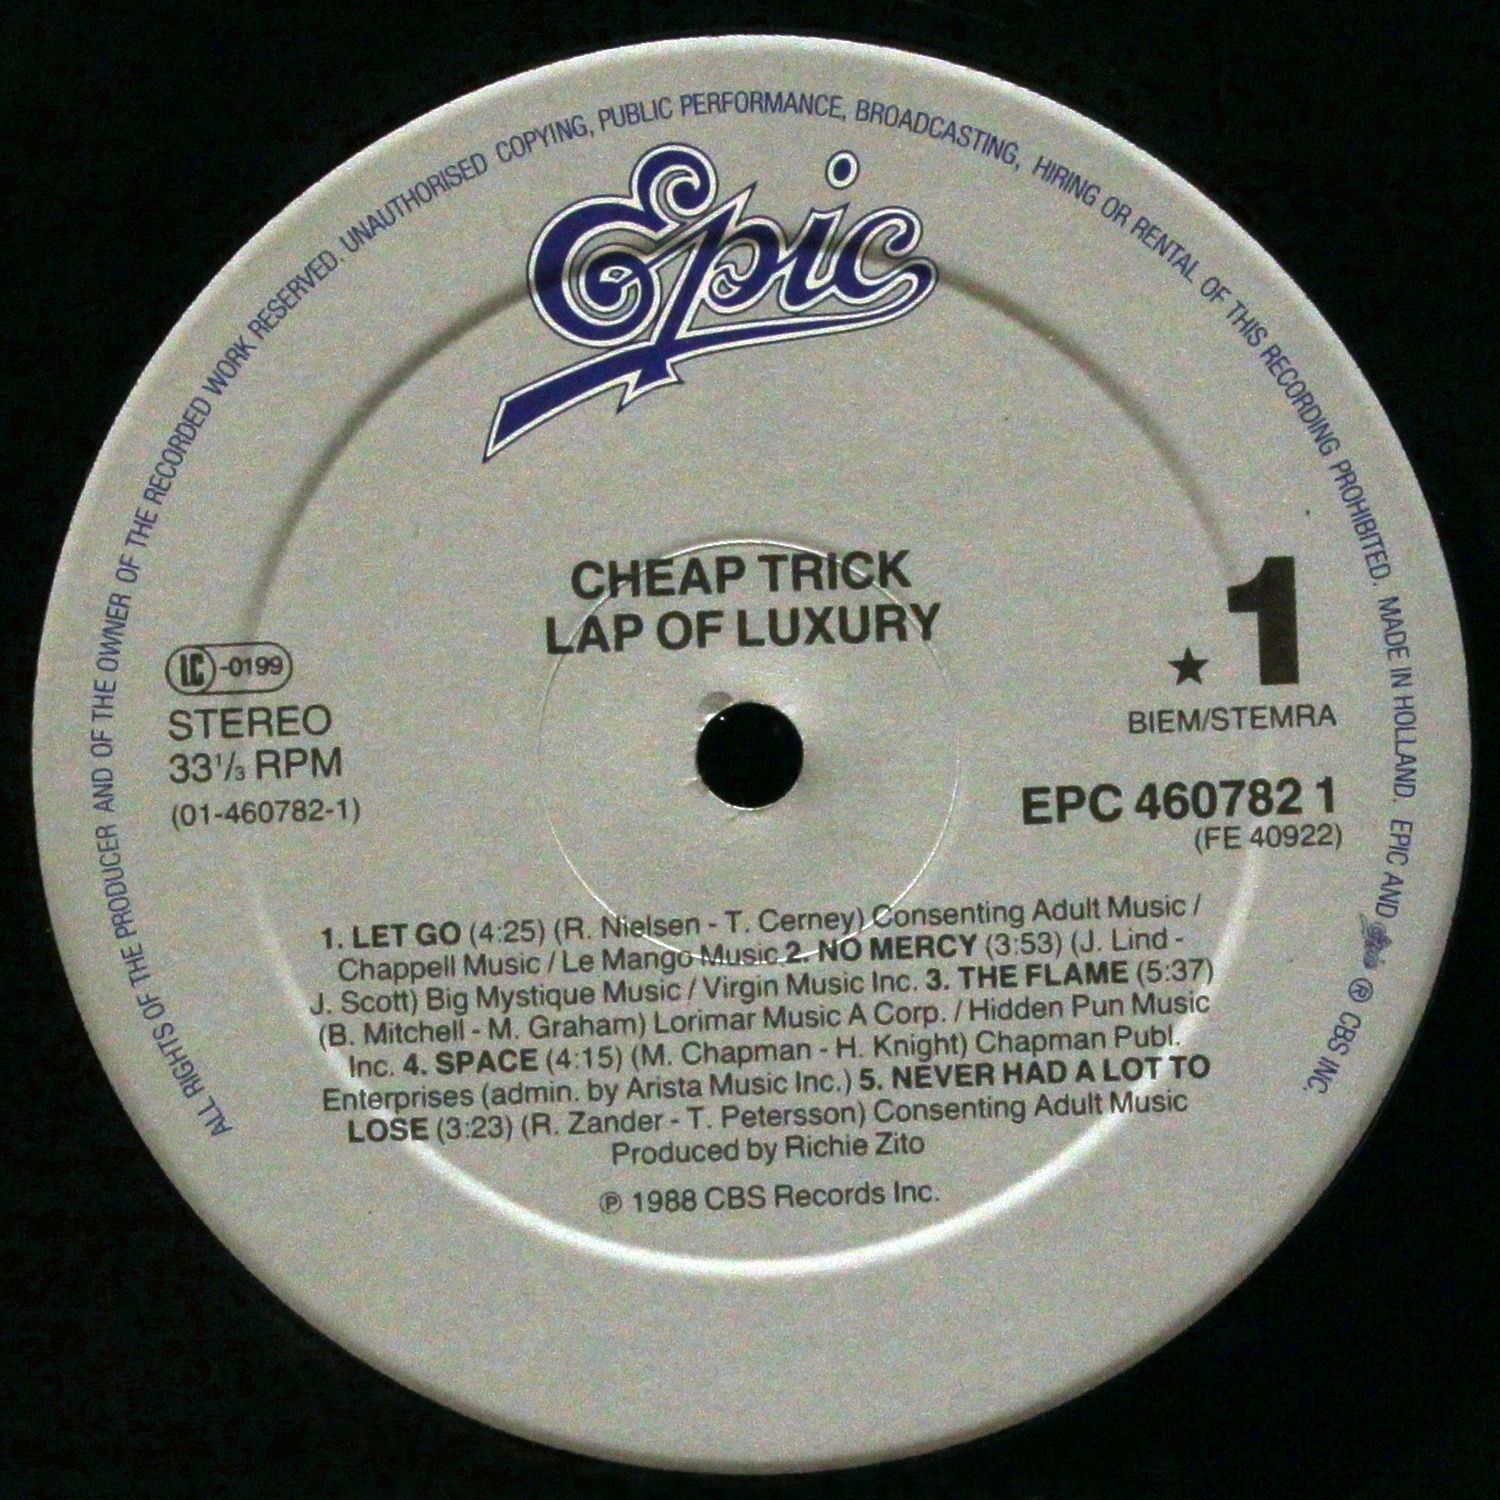 ALL RIGHTS OF THE PRODUCER AND OF THE OWNER OF THE RECORDED WORK RESERVED. UNAUTHORISED COPYING, PUBLIC PERFORMANCE, BROADCASTING, HIRING OR RENTAL OF THIS RECORDING PROHIBITED. MADE IN HOLLAND. EPIC AND Epic ® CBS INC.
Epic
CHEAP TRICK
LAP OF LUXURY
LC-0199
STEREO
33⅓ RPM
(01-460782-1)
★ 1
BIEM/STEMRA
EPC 460782 1
(FE 40922)
1. LET GO (4:25) (R. Nielsen - T. Cerney) Consenting Adult Music /
Chappell Music / Le Mango Music 2. NO MERCY (3:53) (J. Lind -
J. Scott) Big Mystique Music / Virgin Music Inc. 3. THE FLAME (5:37)
(B. Mitchell - M. Graham) Lorimar Music A Corp. / Hidden Pun Music
Inc. 4. SPACE (4:15) (M. Chapman - H. Knight) Chapman Publ.
Enterprises (admin. by Arista Music Inc.) 5. NEVER HAD A LOT TO
LOSE (3:23) (R. Zander - T. Petersson) Consenting Adult Music
Produced by Richie Zito
℗ 1988 CBS Records Inc.